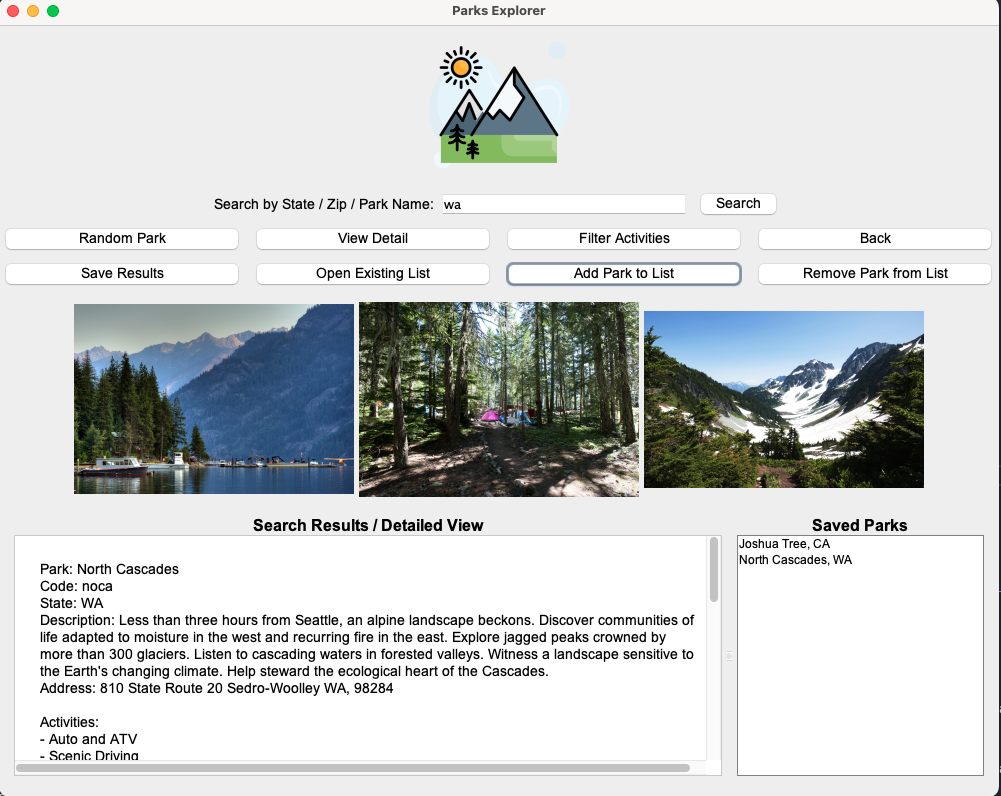 Parks Explorer
Search by State / Zip / Park Name: wa Search
Random Park View Detail Filter Activities Back
Save Results Open Existing List Add Park to List Remove Park from List
Search Results / Detailed View
Park: North Cascades
Code: noca
State: WA
Description: Less than three hours from Seattle, an alpine landscape beckons. Discover communities of
life adapted to moisture in the west and recurring fire in the east. Explore jagged peaks crowned by
more than 300 glaciers. Listen to cascading waters in forested valleys. Witness a landscape sensitive to
the Earth's changing climate. Help steward the ecological heart of the Cascades.
Address: 810 State Route 20 Sedro-Woolley WA, 98284
Activities:
- Auto and ATV
- Scenic Driving
Saved Parks
Joshua Tree, CA
North Cascades, WA